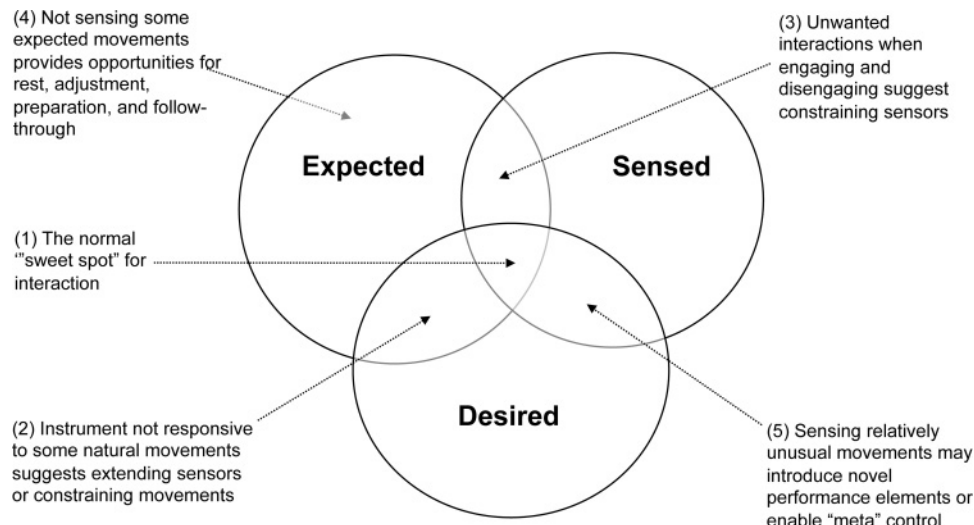 (4) Not sensing some
expected movements
provides opportunities for
rest, adjustment,
preparation, and follow-
through
(3) Unwanted
interactions when
engaging and
disengaging suggest
constraining sensors
Expected
Sensed
(1) The normal
'"sweet spot" for
interaction
Desired
(2) Instrument not responsive
to some natural movements
suggests extending sensors
or constraining movements
(5) Sensing relatively
unusual movements may
introduce novel
performance elements or
enable "meta" control